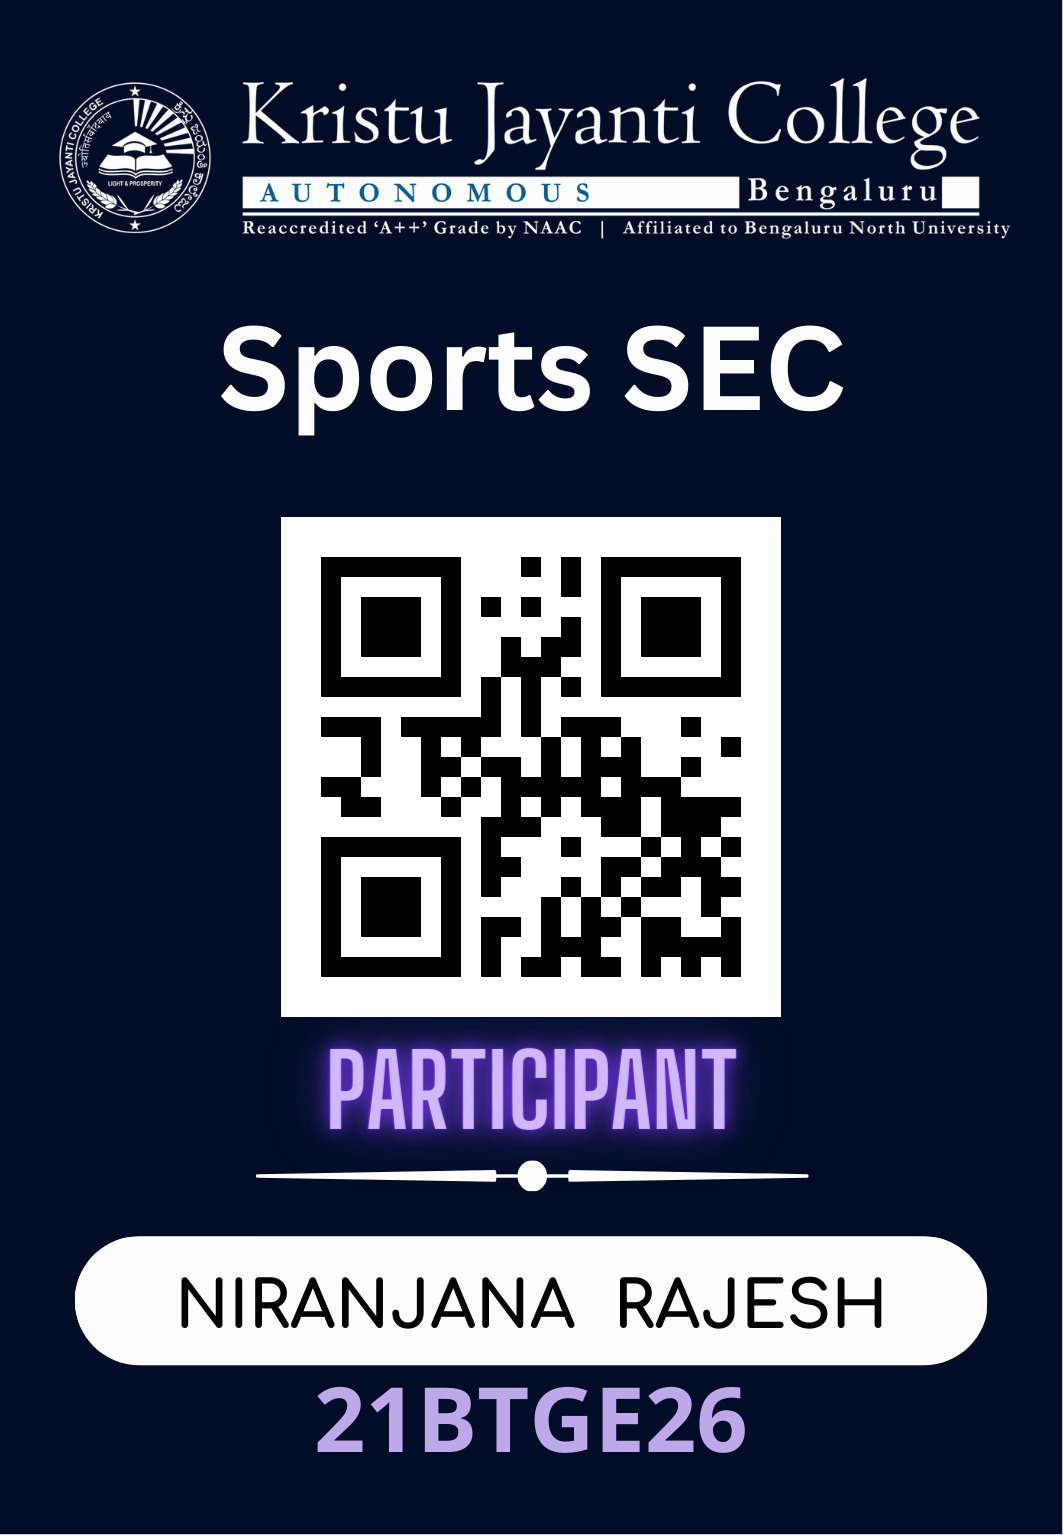 KRISTU JAYANTI COLLEGE
ಕ್ರಿಸ್ತು ಜಯಂತಿ ಕಾಲೇಜು
LIGHT & PROSPERITY
Kristu Jayanti College
AUTONOMOUS Bengaluru
Reaccredited ‘A++’ Grade by NAAC | Affiliated to Bengaluru North University
Sports SEC
PARTICIPANT
NIRANJANA RAJESH
21BTGE26